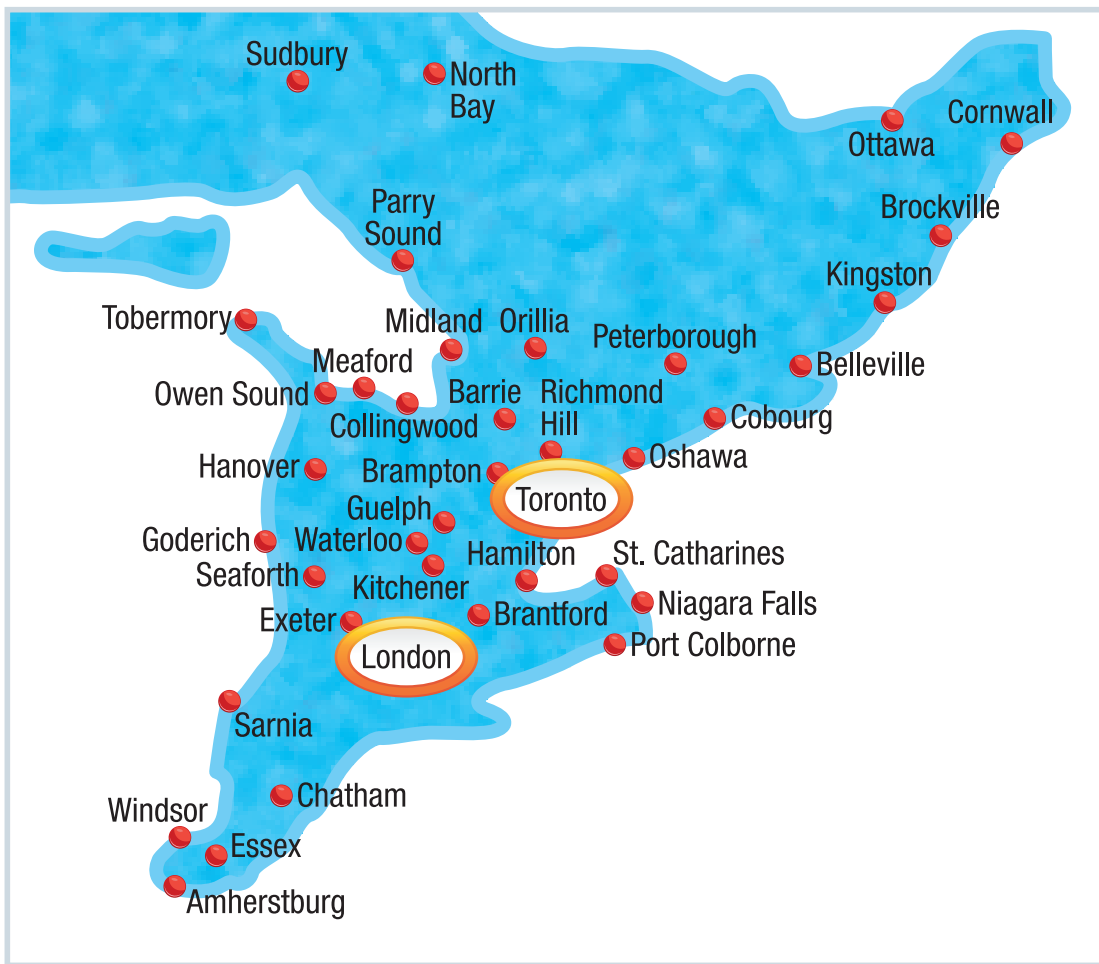 Sudbury
North
Bay
Cornwall
Ottawa
Parry
Sound
Brockville
Kingston
Tobermory
Midland
Orillia
Peterborough
Meaford
Belleville
Owen Sound
Barrie
Richmond
Hill
Collingwood
Cobourg
Hanover
Brampton
Oshawa
Toronto
Guelph
Goderich
Waterloo
Hamilton
St. Catharines
Seaforth
Kitchener
Niagara Falls
Exeter
Brantford
Port Colborne
London
Sarnia
Chatham
Windsor
Essex
Amherstburg